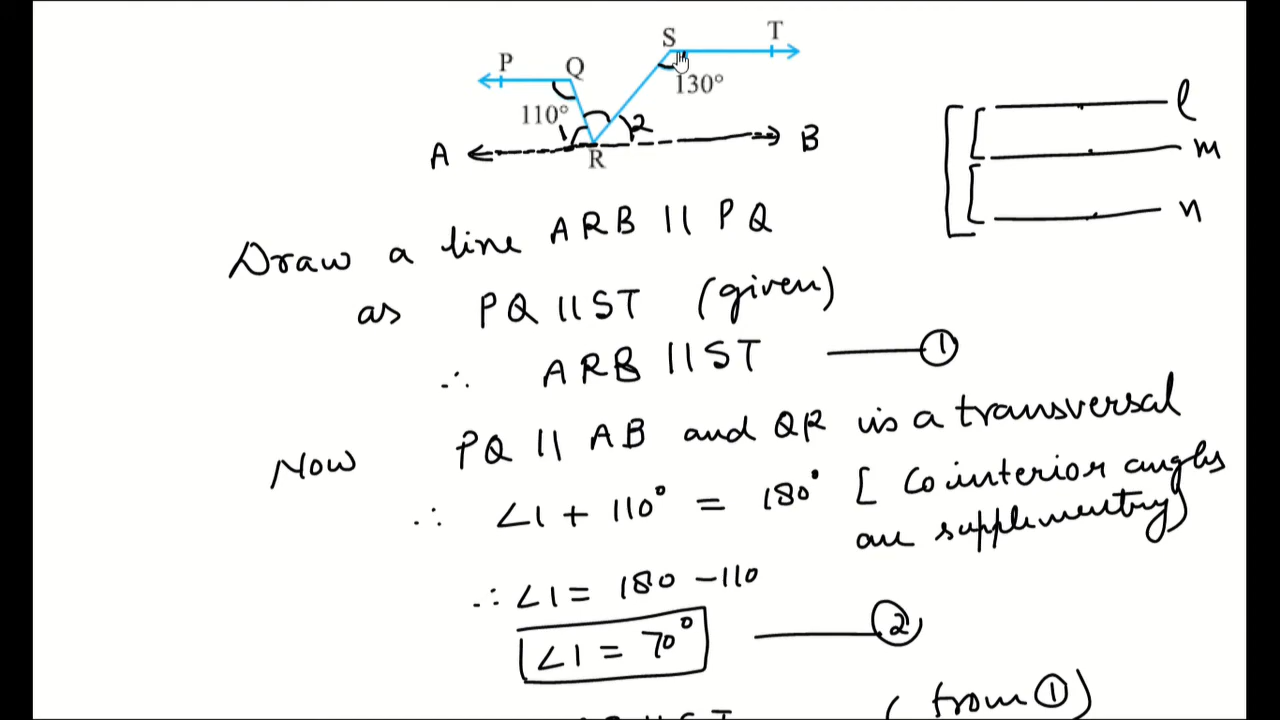 S T
P Q
130°
110°
1 2
A R B
l
m
n
Draw a line ARB || PQ
as PQ || ST (given)
∴ ARB || ST ——— ①
Now PQ || AB and QR is a transversal
∴ ∠1 + 110° = 180° [ Co interior angles
are supplementry]
∴ ∠1 = 180 - 110
∠1 = 70° ——— ②
( from ① )